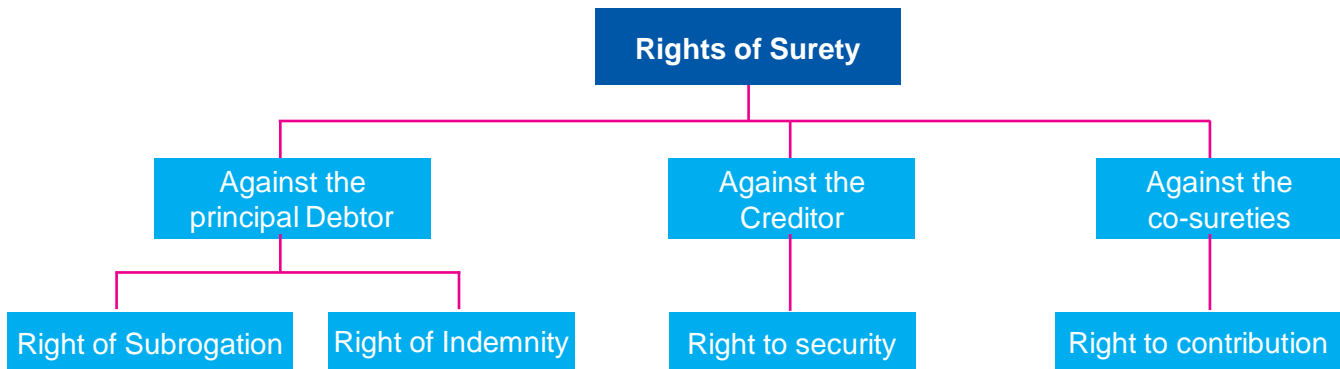 Rights of Surety
Against the
principal Debtor
Against the
Creditor
Against the
co-sureties
Right of Subrogation
Right of Indemnity
Right to security
Right to contribution